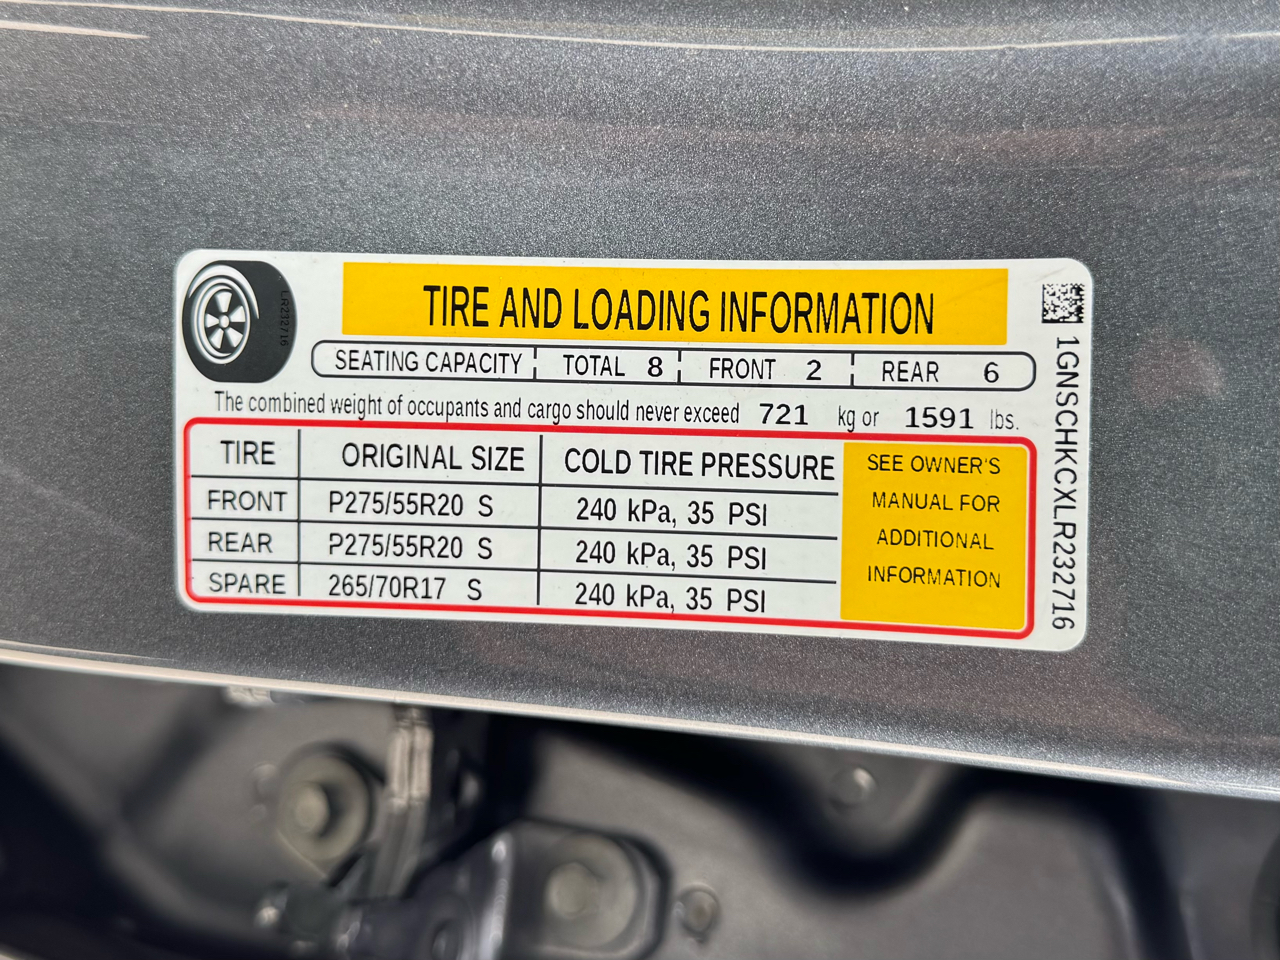 LR232716
TIRE AND LOADING INFORMATION
SEATING CAPACITY TOTAL 8 FRONT 2 REAR 6
The combined weight of occupants and cargo should never exceed 721 kg or 1591 lbs.
TIRE ORIGINAL SIZE COLD TIRE PRESSURE
FRONT P275/55R20 S 240 kPa, 35 PSI
REAR P275/55R20 S 240 kPa, 35 PSI
SPARE 265/70R17 S 240 kPa, 35 PSI
SEE OWNER'S
MANUAL FOR
ADDITIONAL
INFORMATION
1GNSCHKCXLR232716